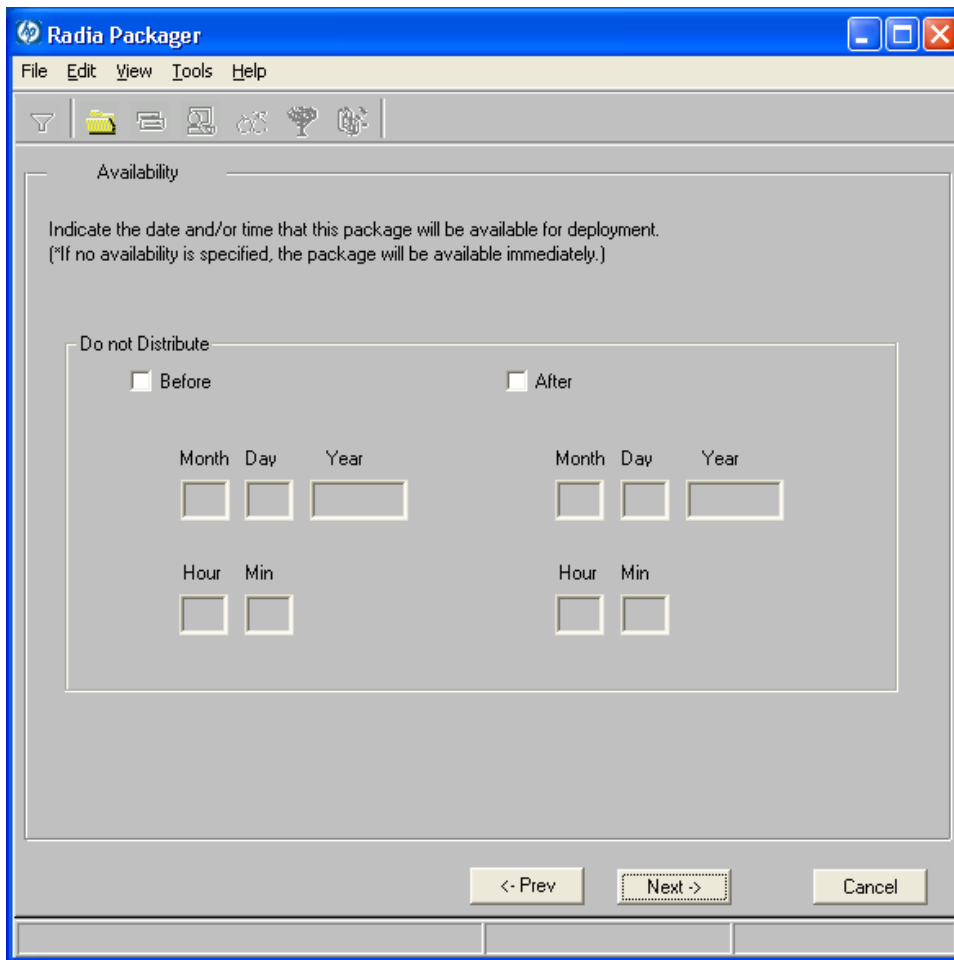 hp Radia Packager
File Edit View Tools Help
Availability
Indicate the date and/or time that this package will be available for deployment.
(*If no availability is specified, the package will be available immediately.)
Do not Distribute
Before After
Month Day Year Month Day Year
Hour Min Hour Min
<- Prev Next -> Cancel